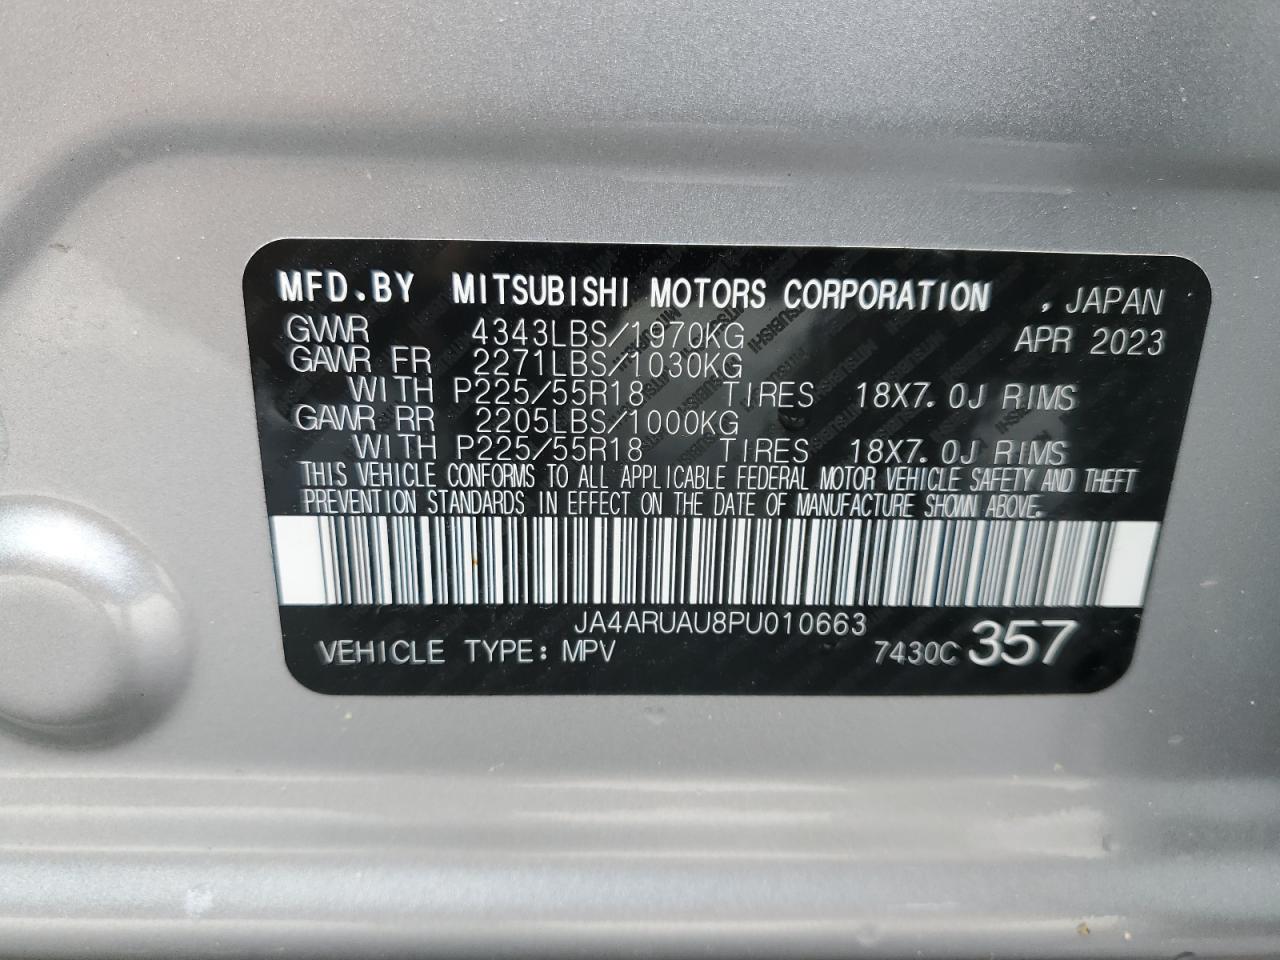 MFD.BY MITSUBISHI MOTORS CORPORATION , JAPAN
GVWR 4343LBS/1970KG APR 2023
GAWR FR 2271LBS/1030KG
WITH P225/55R18 TIRES 18X7.0J RIMS
GAWR RR 2205LBS/1000KG
WITH P225/55R18 TIRES 18X7.0J RIMS
THIS VEHICLE CONFORMS TO ALL APPLICABLE FEDERAL MOTOR VEHICLE SAFETY AND THEFT
PREVENTION STANDARDS IN EFFECT ON THE DATE OF MANUFACTURE SHOWN ABOVE.
JA4ARUAU8PU010663
VEHICLE TYPE: MPV 7430C 357